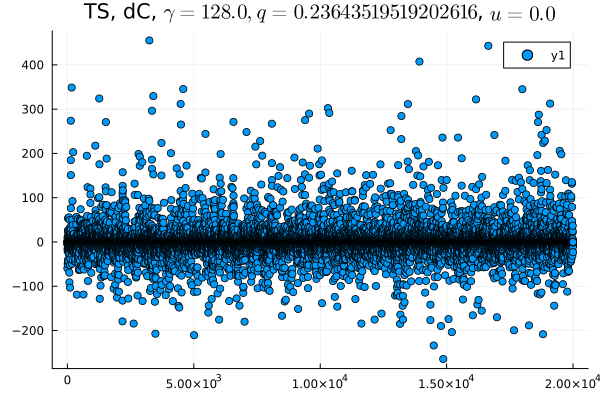 TS, dC, γ = 128.0, q = 0.23643519519202616, u = 0.0
y1
400
300
200
100
0
−100
−200
0 5.00×10³ 1.00×10⁴ 1.50×10⁴ 2.00×10⁴